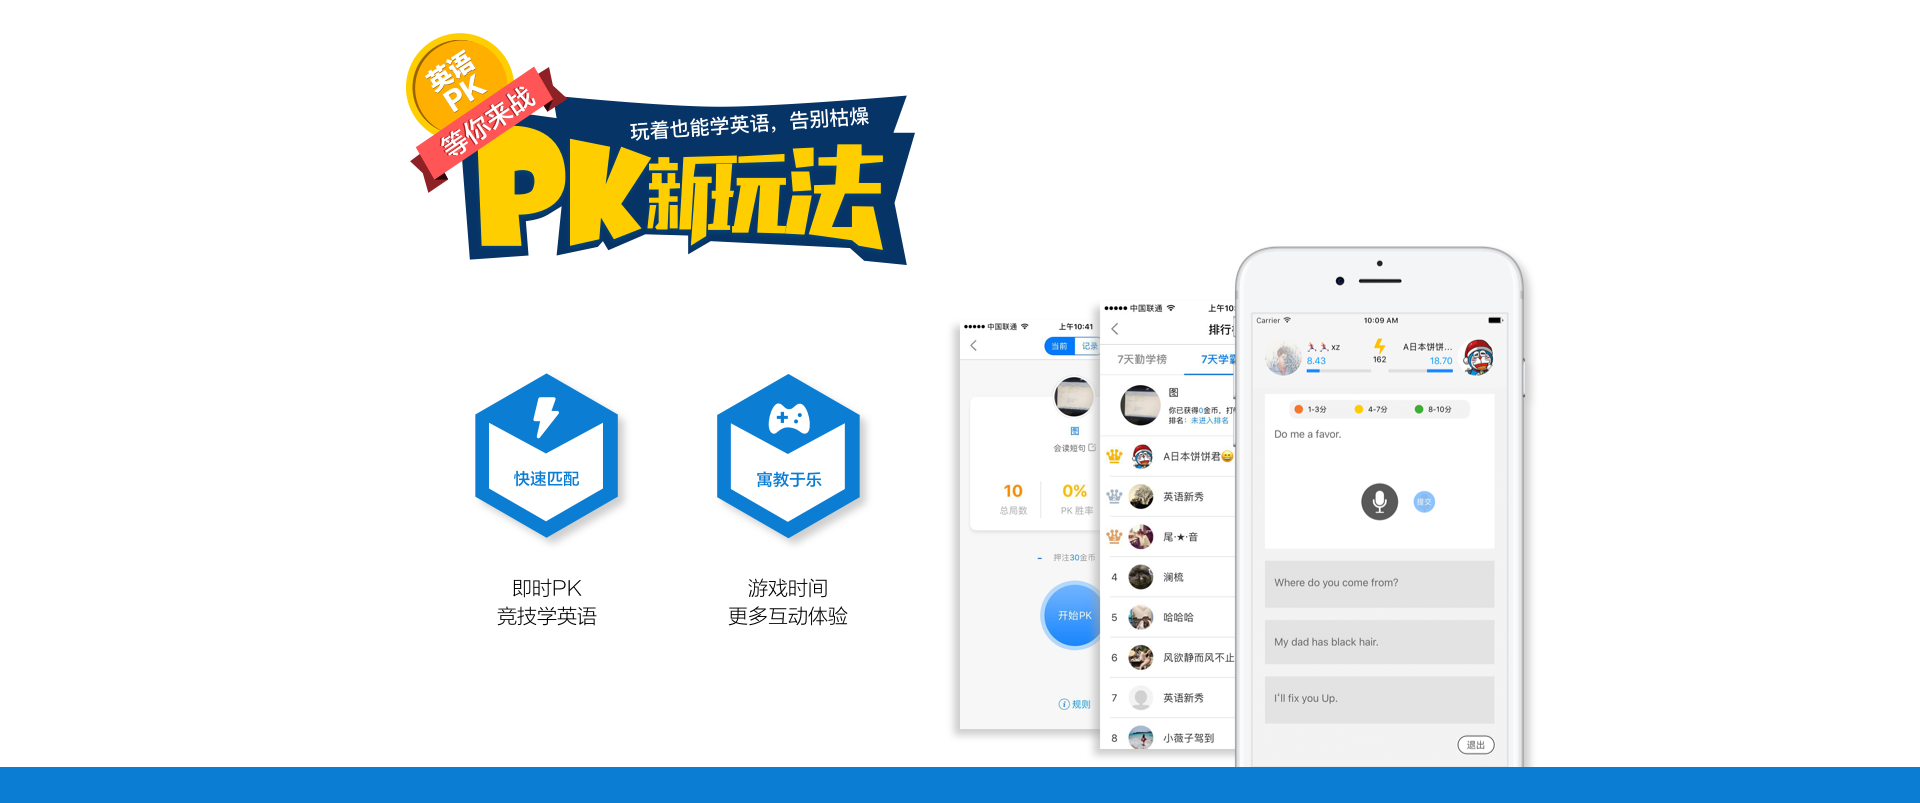 英语
PK
等你来战
玩着也能学英语，告别枯燥
PK新玩法
快速匹配
即时PK
竞技学英语
寓教于乐
游戏时间
更多互动体验
中国联通 上午10:41
当前 记录
图
会读短句
10 0%
总局数 PK 胜率
- 押注30金币
开始PK
规则
中国联通 上午10:
排行
7天勤学榜 7天学
图
你已获得0金币，打
排名：未进入排名
A日本饼饼君
英语新秀
尾·★·音
4 澜梳
5 哈哈哈
6 风欲静而风不止
7 英语新秀
8 小薇子驾到
Carrier 10:09 AM
xz 162 A日本饼饼...
8.43 18.70
1-3分 4-7分 8-10分
Do me a favor.
提交
Where do you come from?
My dad has black hair.
I'll fix you Up.
退出